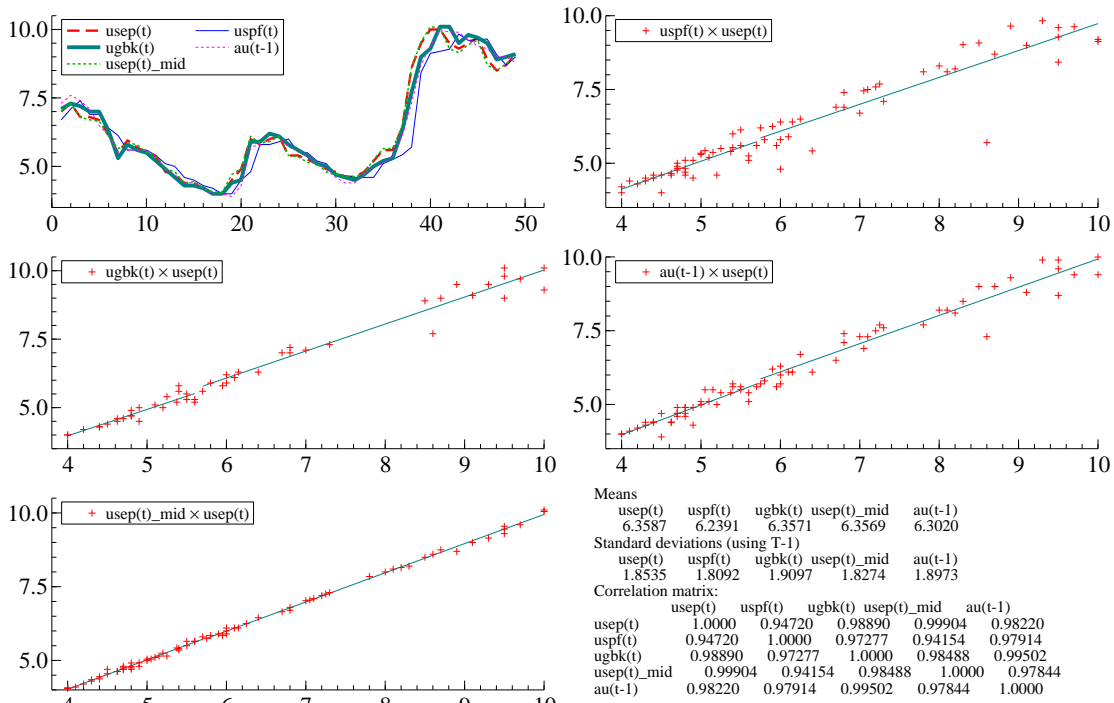 10.0
7.5
5.0
usep(t) uspf(t)
ugbk(t) au(t-1)
usep(t)_mid
0 10 20 30 40 50
10.0
7.5
5.0
uspf(t) × usep(t)
4 5 6 7 8 9 10
10.0
7.5
5.0
ugbk(t) × usep(t)
4 5 6 7 8 9 10
10.0
7.5
5.0
au(t-1) × usep(t)
4 5 6 7 8 9 10
10.0
7.5
5.0
usep(t)_mid × usep(t)
4 5 6 7 8 9 10
Means
usep(t) uspf(t) ugbk(t) usep(t)_mid au(t-1)
6.3587 6.2391 6.3571 6.3569 6.3020
Standard deviations (using T-1)
usep(t) uspf(t) ugbk(t) usep(t)_mid au(t-1)
1.8535 1.8092 1.9097 1.8274 1.8973
Correlation matrix:
usep(t) uspf(t) ugbk(t) usep(t)_mid au(t-1)
usep(t) 1.0000 0.94720 0.98890 0.99904 0.98220
uspf(t) 0.94720 1.0000 0.97277 0.94154 0.97914
ugbk(t) 0.98890 0.97277 1.0000 0.98488 0.99502
usep(t)_mid 0.99904 0.94154 0.98488 1.0000 0.97844
au(t-1) 0.98220 0.97914 0.99502 0.97844 1.0000